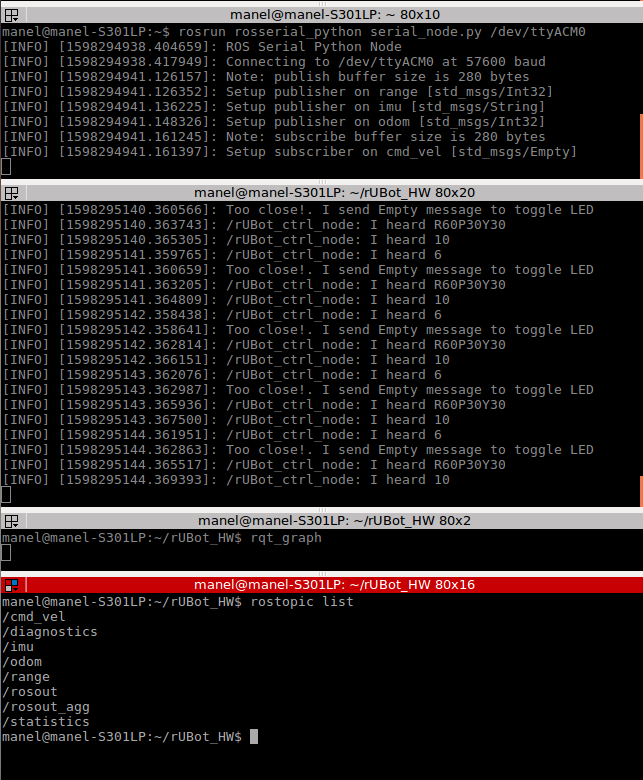 manel@manel-S301LP: ~ 80x10
manel@manel-S301LP:~$ rosrun rosserial_python serial_node.py /dev/ttyACM0
[INFO] [1598294938.404659]: ROS Serial Python Node
[INFO] [1598294938.417949]: Connecting to /dev/ttyACM0 at 57600 baud
[INFO] [1598294941.126157]: Note: publish buffer size is 280 bytes
[INFO] [1598294941.126352]: Setup publisher on range [std_msgs/Int32]
[INFO] [1598294941.136225]: Setup publisher on imu [std_msgs/String]
[INFO] [1598294941.148326]: Setup publisher on odom [std_msgs/Int32]
[INFO] [1598294941.161245]: Note: subscribe buffer size is 280 bytes
[INFO] [1598294941.161397]: Setup subscriber on cmd_vel [std_msgs/Empty]
manel@manel-S301LP: ~/rUBot_HW 80x20
[INFO] [1598295140.360566]: Too close!. I send Empty message to toggle LED
[INFO] [1598295140.363743]: /rUBot_ctrl_node: I heard R60P30Y30
[INFO] [1598295140.365305]: /rUBot_ctrl_node: I heard 10
[INFO] [1598295141.359765]: /rUBot_ctrl_node: I heard 6
[INFO] [1598295141.360659]: Too close!. I send Empty message to toggle LED
[INFO] [1598295141.363205]: /rUBot_ctrl_node: I heard R60P30Y30
[INFO] [1598295141.364809]: /rUBot_ctrl_node: I heard 10
[INFO] [1598295142.358438]: /rUBot_ctrl_node: I heard 6
[INFO] [1598295142.358641]: Too close!. I send Empty message to toggle LED
[INFO] [1598295142.362814]: /rUBot_ctrl_node: I heard R60P30Y30
[INFO] [1598295142.366151]: /rUBot_ctrl_node: I heard 10
[INFO] [1598295143.362076]: /rUBot_ctrl_node: I heard 6
[INFO] [1598295143.362987]: Too close!. I send Empty message to toggle LED
[INFO] [1598295143.365936]: /rUBot_ctrl_node: I heard R60P30Y30
[INFO] [1598295143.367500]: /rUBot_ctrl_node: I heard 10
[INFO] [1598295144.361951]: /rUBot_ctrl_node: I heard 6
[INFO] [1598295144.362863]: Too close!. I send Empty message to toggle LED
[INFO] [1598295144.365517]: /rUBot_ctrl_node: I heard R60P30Y30
[INFO] [1598295144.369393]: /rUBot_ctrl_node: I heard 10
manel@manel-S301LP: ~/rUBot_HW 80x2
manel@manel-S301LP:~/rUBot_HW$ rqt_graph
manel@manel-S301LP: ~/rUBot_HW 80x16
manel@manel-S301LP:~/rUBot_HW$ rostopic list
/cmd_vel
/diagnostics
/imu
/odom
/range
/rosout
/rosout_agg
/statistics
manel@manel-S301LP:~/rUBot_HW$